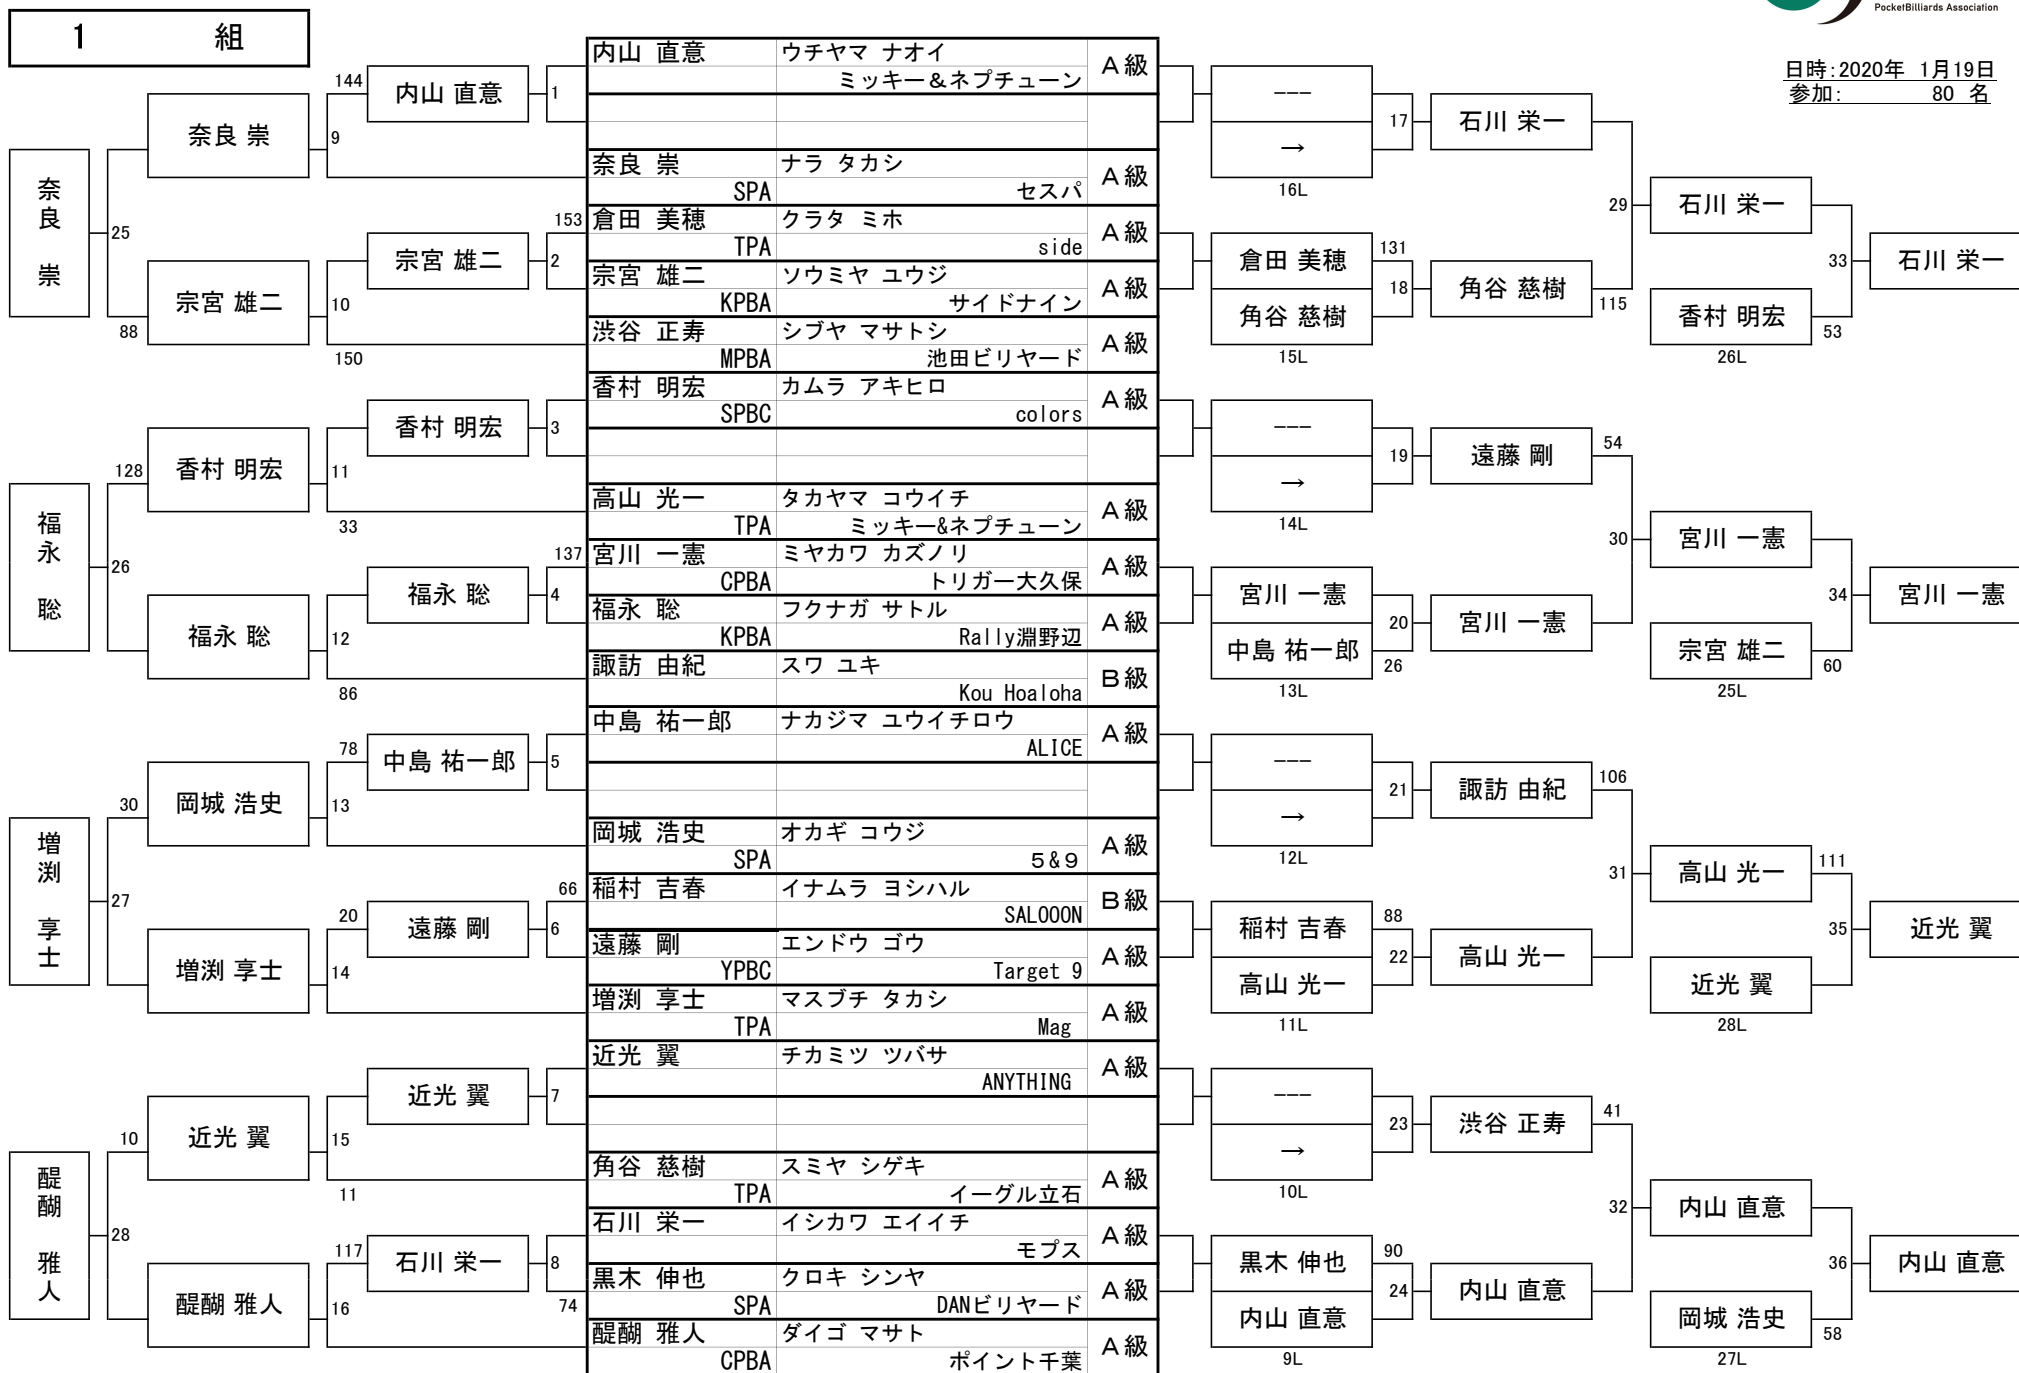 PocketBilliards Association
1 組
日時:2020年 1月19日
参加: 80 名
奈良 崇
25
88
福永 聡
128
26
増渕 享士
30
27
醍醐 雅人
10
28
奈良 崇
144
9
宗宮 雄二
10
150
香村 明宏
11
33
福永 聡
12
86
岡城 浩史
78
13
増渕 享士
20
14
近光 翼
15
11
醍醐 雅人
117
16
内山 直意
1
宗宮 雄二
153
2
香村 明宏
3
福永 聡
137
4
中島 祐一郎
5
遠藤 剛
66
6
近光 翼
7
石川 栄一
8
74
内山 直意 ウチヤマ ナオイ A級
ミッキー&ネプチューン
奈良 崇 ナラ タカシ A級
SPA セスパ
倉田 美穂 クラタ ミホ A級
TPA side
宗宮 雄二 ソウミヤ ユウジ A級
KPBA サイドナイン
渋谷 正寿 シブヤ マサトシ A級
MPBA 池田ビリヤード
香村 明宏 カムラ アキヒロ A級
SPBC colors
高山 光一 タカヤマ コウイチ A級
TPA ミッキー&ネプチューン
宮川 一憲 ミヤカワ カズノリ A級
CPBA トリガー大久保
福永 聡 フクナガ サトル A級
KPBA Rally淵野辺
諏訪 由紀 スワ ユキ B級
Kou Hoaloha
中島 祐一郎 ナカジマ ユウイチロウ A級
ALICE
岡城 浩史 オカギ コウジ A級
SPA 5&9
稲村 吉春 イナムラ ヨシハル B級
SALOOON
遠藤 剛 エンドウ ゴウ A級
YPBC Target 9
増渕 享士 マスブチ タカシ A級
TPA Mag
近光 翼 チカミツ ツバサ A級
ANYTHING
角谷 慈樹 スミヤ シゲキ A級
TPA イーグル立石
石川 栄一 イシカワ エイイチ A級
モプス
黒木 伸也 クロキ シンヤ A級
SPA DANビリヤード
醍醐 雅人 ダイゴ マサト A級
CPBA ポイント千葉
---
17
→
16L
倉田 美穂 131
18
角谷 慈樹
15L
---
19
→
14L
宮川 一憲
20
中島 祐一郎 26
13L
---
21
→
12L
稲村 吉春 88
22
高山 光一
11L
---
23
→
10L
黒木 伸也 90
24
内山 直意
9L
石川 栄一
29
角谷 慈樹 115
遠藤 剛 54
30
宮川 一憲
諏訪 由紀 106
31
高山 光一
渋谷 正寿 41
32
内山 直意
石川 栄一
33
香村 明宏 53
26L
宮川 一憲
34
宗宮 雄二 60
25L
高山 光一 111
35
近光 翼
28L
内山 直意
36
岡城 浩史 58
27L
石川 栄一
宮川 一憲
近光 翼
内山 直意